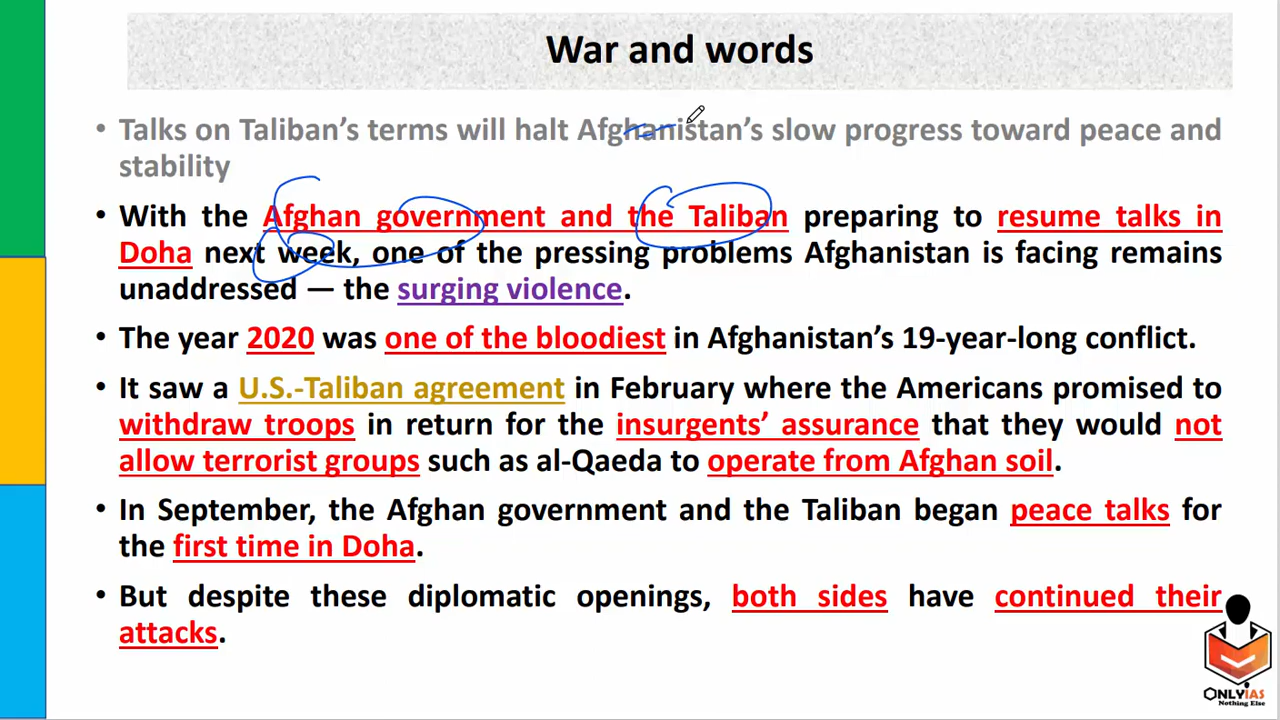 War and words
• Talks on Taliban's terms will halt Afghanistan's slow progress toward peace and
stability
• With the Afghan government and the Taliban preparing to resume talks in
Doha next week, one of the pressing problems Afghanistan is facing remains
unaddressed — the surging violence.
• The year 2020 was one of the bloodiest in Afghanistan's 19-year-long conflict.
• It saw a U.S.-Taliban agreement in February where the Americans promised to
withdraw troops in return for the insurgents' assurance that they would not
allow terrorist groups such as al-Qaeda to operate from Afghan soil.
• In September, the Afghan government and the Taliban began peace talks for
the first time in Doha.
• But despite these diplomatic openings, both sides have continued their
attacks.
ONLYIAS
Nothing Else